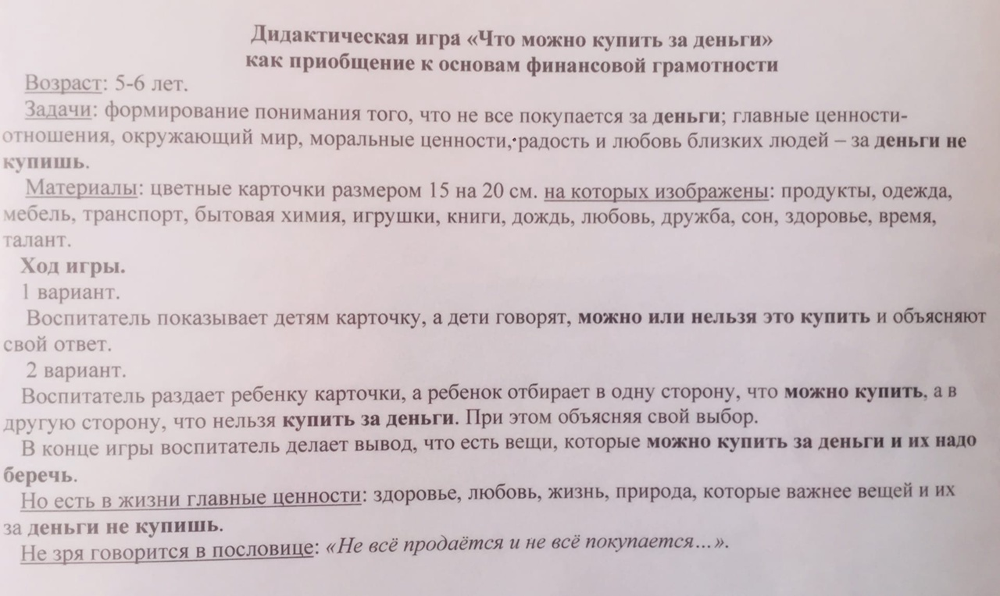 Дидактическая игра «Что можно купить за деньги»
как приобщение к основам финансовой грамотности
Возраст: 5-6 лет.
Задачи: формирование понимания того, что не все покупается за деньги; главные ценности-
отношения, окружающий мир, моральные ценности, радость и любовь близких людей – за деньги не
купишь.
Материалы: цветные карточки размером 15 на 20 см. на которых изображены: продукты, одежда,
мебель, транспорт, бытовая химия, игрушки, книги, дождь, любовь, дружба, сон, здоровье, время,
талант.
Ход игры.
1 вариант.
Воспитатель показывает детям карточку, а дети говорят, можно или нельзя это купить и объясняют
свой ответ.
2 вариант.
Воспитатель раздает ребенку карточки, а ребенок отбирает в одну сторону, что можно купить, а в
другую сторону, что нельзя купить за деньги. При этом объясняя свой выбор.
В конце игры воспитатель делает вывод, что есть вещи, которые можно купить за деньги и их надо
беречь.
Но есть в жизни главные ценности: здоровье, любовь, жизнь, природа, которые важнее вещей и их
за деньги не купишь.
Не зря говорится в пословице: «Не всё продаётся и не всё покупается…».